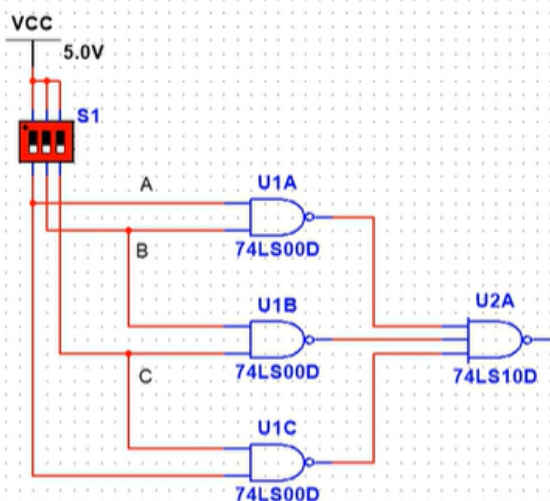 VCC
5.0V
S1
A
U1A
B
74LS00D
U1B
U2A
74LS00D
C
74LS10D
U1C
74LS00D